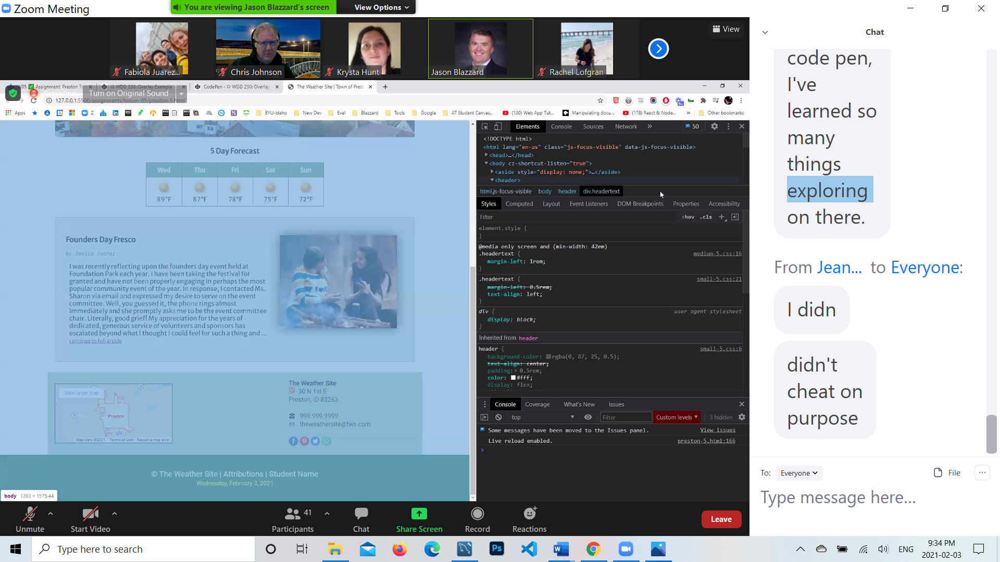 Zoom Meeting
You are viewing Jason Blazzard's screen
View Options
View
Fabiola Juarez...
Chris Johnson
Krysta Hunt
Jason Blazzard
Rachel Lofgran
W05 ✅ Assignment: Preston To
WDD 230: Overlay Example
CodePen - WDD 230: Overlay
The Weather Site | Town of Prest
Recording
Turn on Original Sound
127.0.0.1:5500/assignments/lesson-05/preston-5.html
Apps
Z
BYU-Idaho
New Dev
Eval
Blazzard
Tools
Google
AT Student Canvas...
(130) Web App Tut...
Manipulating docu...
(178) React & Node...
»
Other bookmarks
5 Day Forecast
Wed Thu Fri Sat Sun
89°F 87°F 78°F 75°F 72°F
Founders Day Fresco
by Janica Juarez
I was recently reflecting upon the founders day event held at
Foundation Park each year. I have been taking the festival for
granted and have not been properly engaging in perhaps the most
popular community event of the year. In response, I contacted Ms.
Sharon via email and expressed my desire to serve on the event
committee. Well, you guessed it, the phone rings almost
immediately and she promptly asks me to be the event committee
chair. Literally, good grief! My appreciation for the years of
dedicated, generous service of volunteers and sponsors has
escalated beyond what I thought I could feel for such a thing and ...
continue to full article
View larger map
Preston
36
Google
Map data ©2021 Terms of Use Report a map error
The Weather Site
30 N 1st E
Preston, ID 83263
999.999.9999
theweathersite@tws.com
© The Weather Site | Attributions | Student Name
Wednesday, February 3, 2021
body 1203 × 1575.44
Elements Console Sources Network » 50
<!DOCTYPE html>
<html lang="en-us" class="js-focus-visible" data-js-focus-visible>
<head>…</head>
<body cz-shortcut-listen="true">
<aside style="display: none;">…</aside>
<header>
html.js-focus-visible body header div.headertext
Styles Computed Layout Event Listeners DOM Breakpoints Properties Accessibility
Filter :hov .cls +
element.style {
}
@media only screen and (min-width: 42em)
.headertext { medium-5.css:16
margin-left: 1rem;
}
.headertext { small-5.css:21
margin-left: 0.5rem;
text-align: left;
}
div { user agent stylesheet
display: block;
}
Inherited from header
header { small-5.css:6
background-color: rgba(0, 87, 25, 0.5);
text-align: center;
padding: 0.5rem;
color: #fff;
display: flex;
Console Coverage What's New Issues
top Filter Custom levels 3 hidden
Some messages have been moved to the Issues panel. View issues
Live reload enabled. preston-5.html:166
Chat
code pen,
I've
learned so
many
things
exploring
on there.
From Jean... to Everyone:
I didn
didn't
cheat on
purpose
To: Everyone File ...
Type message here...
Unmute
Start Video
41
Participants
Chat
Share Screen
Record
Reactions
Leave
Type here to search
Ps
ENG
9:34 PM
2021-02-03